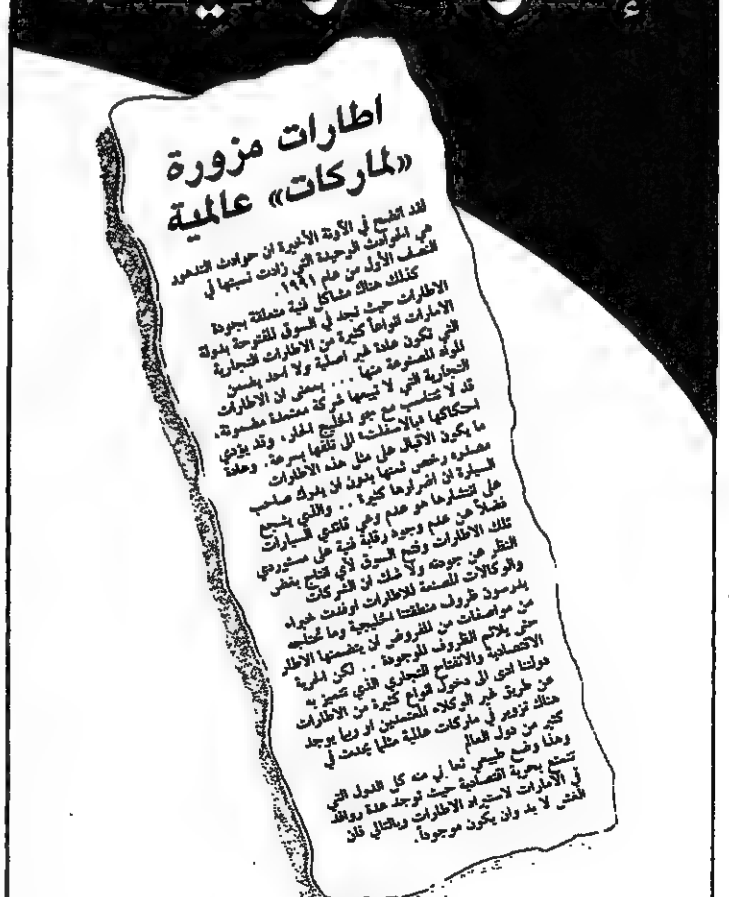 اطارات مزورة
«لماركات» عالمية
لقد اتضح في الآونة الأخيرة ان حوادث التدهور
هي الحوادث الوحيدة التي زادت نسبتها في
النصف الأول من عام ١٩٩١.
كذلك هناك مشاكل فنية متعلقة بجودة
الاطارات حيث نجد في السوق المفتوحة بدولة
الامارات انواعاً كثيرة من الاطارات التجارية
التي تكون عادة غير اصلية ولا احد يضمن
المواد المصنوعة منها ... بمعنى ان الاطارات
التجارية التي لا تبيعها شركة معتمدة مضمونة،
قد لا تتناسب مع جو الخليج الحار، وقد يؤدي
احتكاكها «بالاسفلت» الى تلفها بسرعة، وعادة
ما يكون الاقبال على مثل هذه الاطارات
مصدره رخص ثمنها بدون ان يدرك صاحب
السيارة ان اضرارها كثيرة .. والذي يشجع
على انتشارها هو عدم وعي قائدي السيارات
فضلاً عن عدم وجود رقابة فنية على مستوردي
تلك الاطارات وفتح السوق لأي انتاج بغض
النظر عن جودته ولا شك ان الشركات
والوكالات المصنعة للاطارات اوفدت خبراء
يدرسون ظروف منطقتنا الخليجية وما تحتاجه
من مواصفات من المفروض ان يتضمنها الاطار
حتى يلائم الظروف الموجودة .. لكن الحرية
الاقتصادية والانفتاح التجاري الذي تتميز به
دولتنا ادى الى دخول انواع كثيرة من الاطارات
عن طريق غير الوكلاء المعتمدين او ربما يوجد
هناك تزوير في ماركات عالمية مثلما يحدث في
كثير من دول العالم
وهذا وضع طبيعي في كل الدول التي
تتمتع بحرية اقتصادية حيث توجد عدة روافد
في الامارات لاستيراد الاطارات وبالتالي فان
الغش لا بد وان يكون موجوداً.